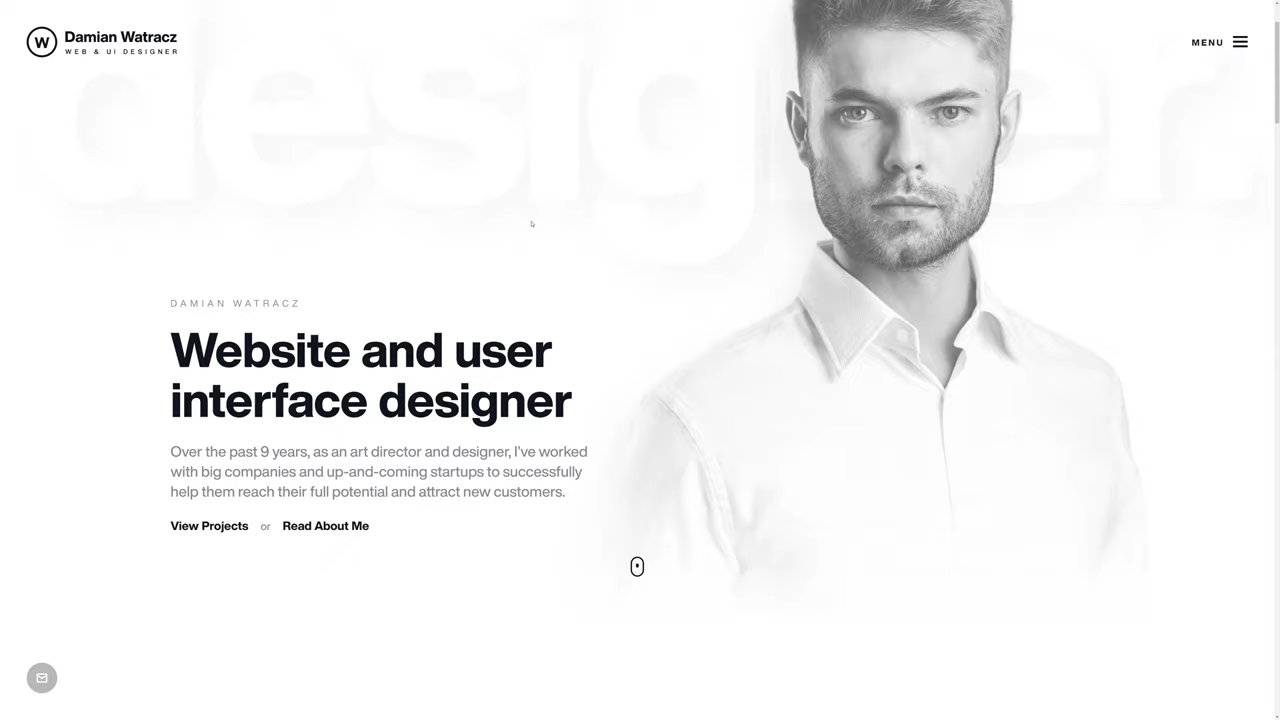 W
Damian Watracz
WEB & UI DESIGNER
MENU
designer.
DAMIAN WATRACZ
Website and user
interface designer
Over the past 9 years, as an art director and designer, I've worked
with big companies and up-and-coming startups to successfully
help them reach their full potential and attract new customers.
View Projects or Read About Me